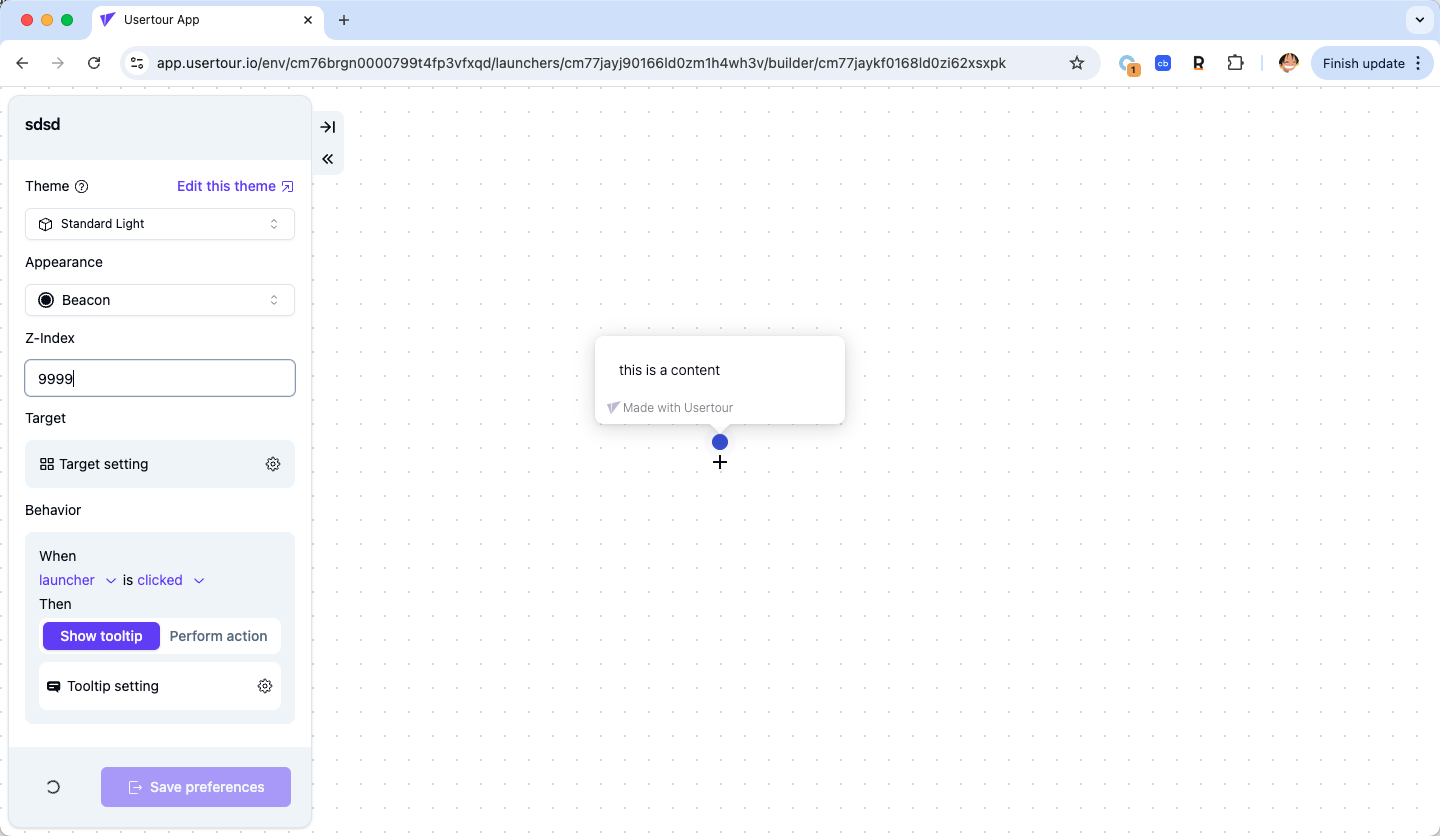 Usertour App
app.usertour.io/env/cm76brgn0000799t4fp3vfxqd/launchers/cm77jayj90166ld0zm1h4wh3v/builder/cm77jaykf0168ld0zi62xsxpk
1
cb
R
Finish update
sdsd
Theme
Edit this theme
Standard Light
Appearance
Beacon
Z-Index
9999
Target
Target setting
Behavior
When
launcher is clicked
Then
Show tooltip Perform action
Tooltip setting
Save preferences
this is a content
Made with Usertour